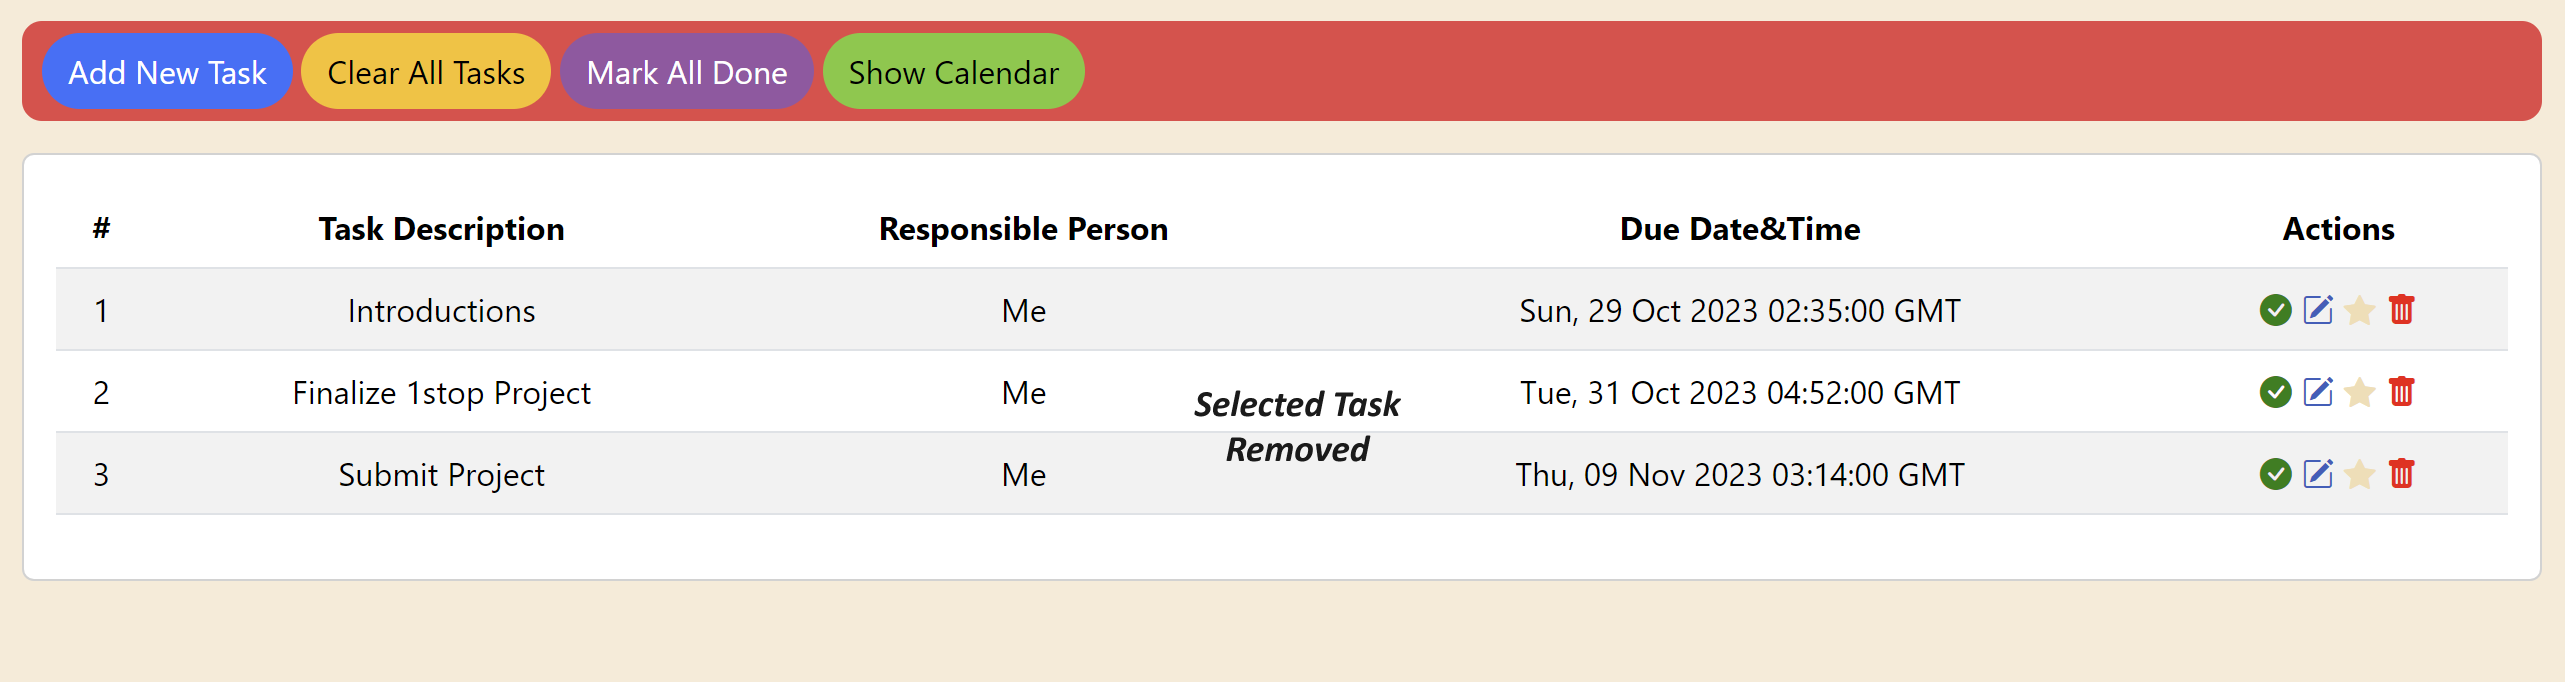 Add New Task Clear All Tasks Mark All Done Show Calendar
# Task Description Responsible Person Due Date&Time Actions
1 Introductions Me Sun, 29 Oct 2023 02:35:00 GMT
2 Finalize 1stop Project Me Tue, 31 Oct 2023 04:52:00 GMT
Selected Task
Removed
3 Submit Project Me Thu, 09 Nov 2023 03:14:00 GMT